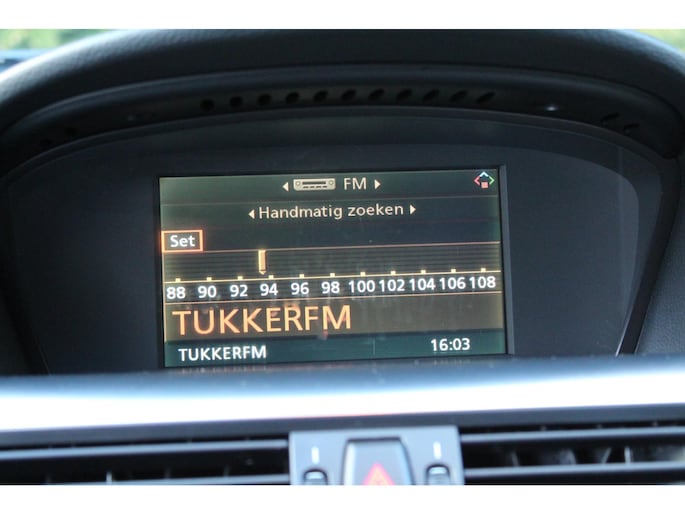 FM
Handmatig zoeken
Set
88 90 92 94 96 98 100 102 104 106 108
TUKKERFM
TUKKERFM 16:03